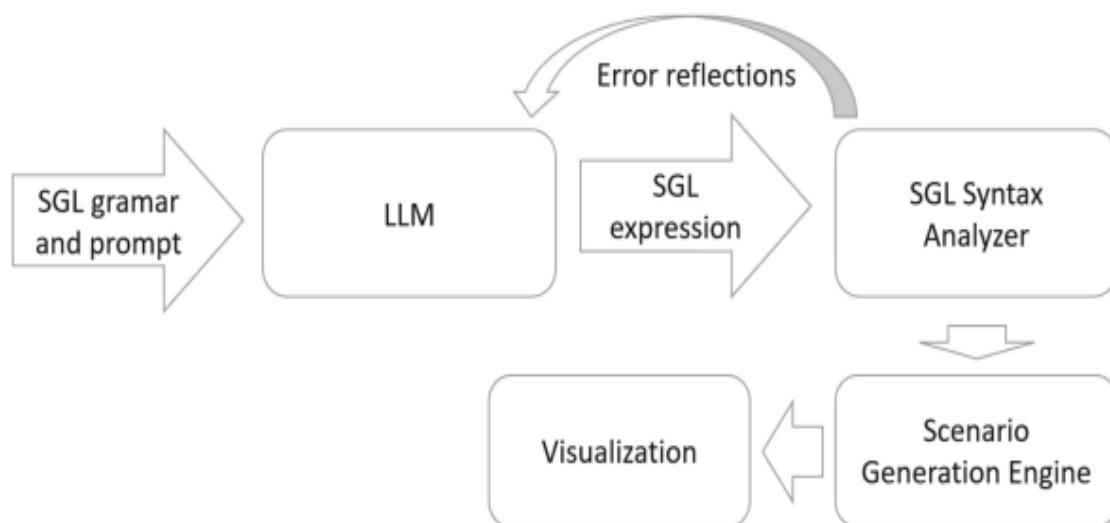 Error reflections
SGL gramar
and prompt
LLM
SGL
expression
SGL Syntax
Analyzer
Visualization
Scenario
Generation Engine